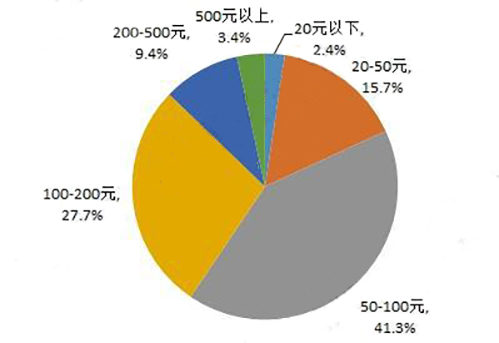 500元以上,
3.4%
20元以下,
2.4%
200-500元,
9.4%
20-50元,
15.7%
100-200元,
27.7%
50-100元,
41.3%